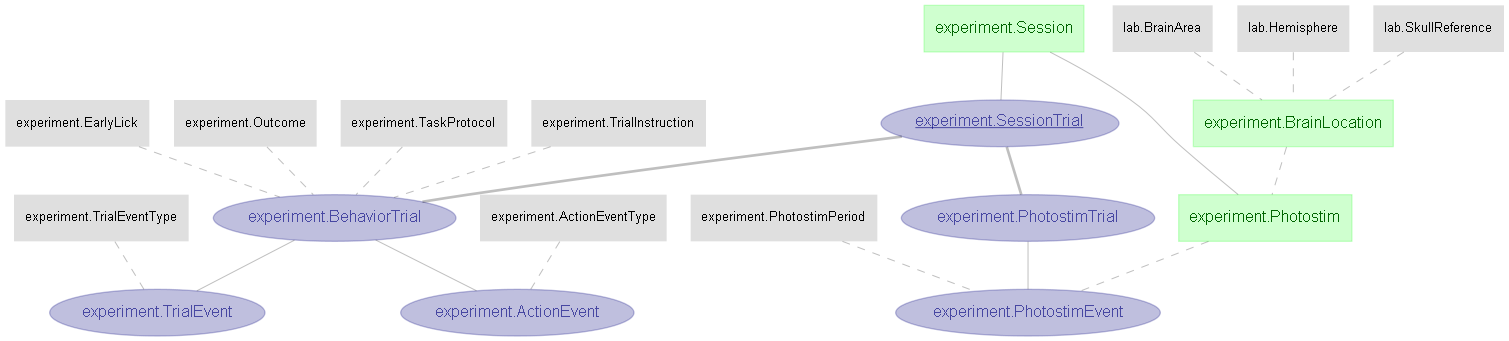 experiment.Session
lab.BrainArea
lab.Hemisphere
lab.SkullReference
experiment.EarlyLick
experiment.Outcome
experiment.TaskProtocol
experiment.TrialInstruction
experiment.SessionTrial
experiment.BrainLocation
experiment.TrialEventType
experiment.BehaviorTrial
experiment.ActionEventType
experiment.PhotostimPeriod
experiment.PhotostimTrial
experiment.Photostim
experiment.TrialEvent
experiment.ActionEvent
experiment.PhotostimEvent